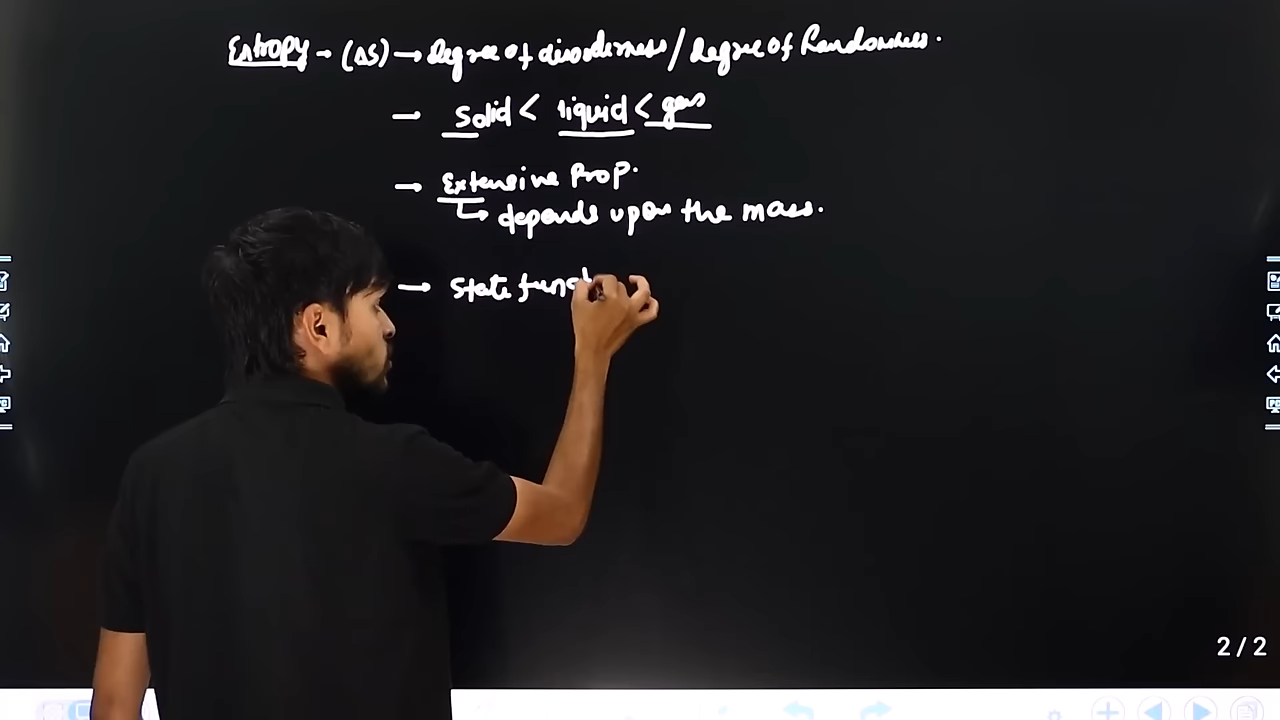 Entropy - (ΔS) → Degree of disorderness / Degree of Randomness.
→ Solid < liquid < gas
→ Extensive Prop.
↳ depends upon the mass.
→ State funct
2 / 2